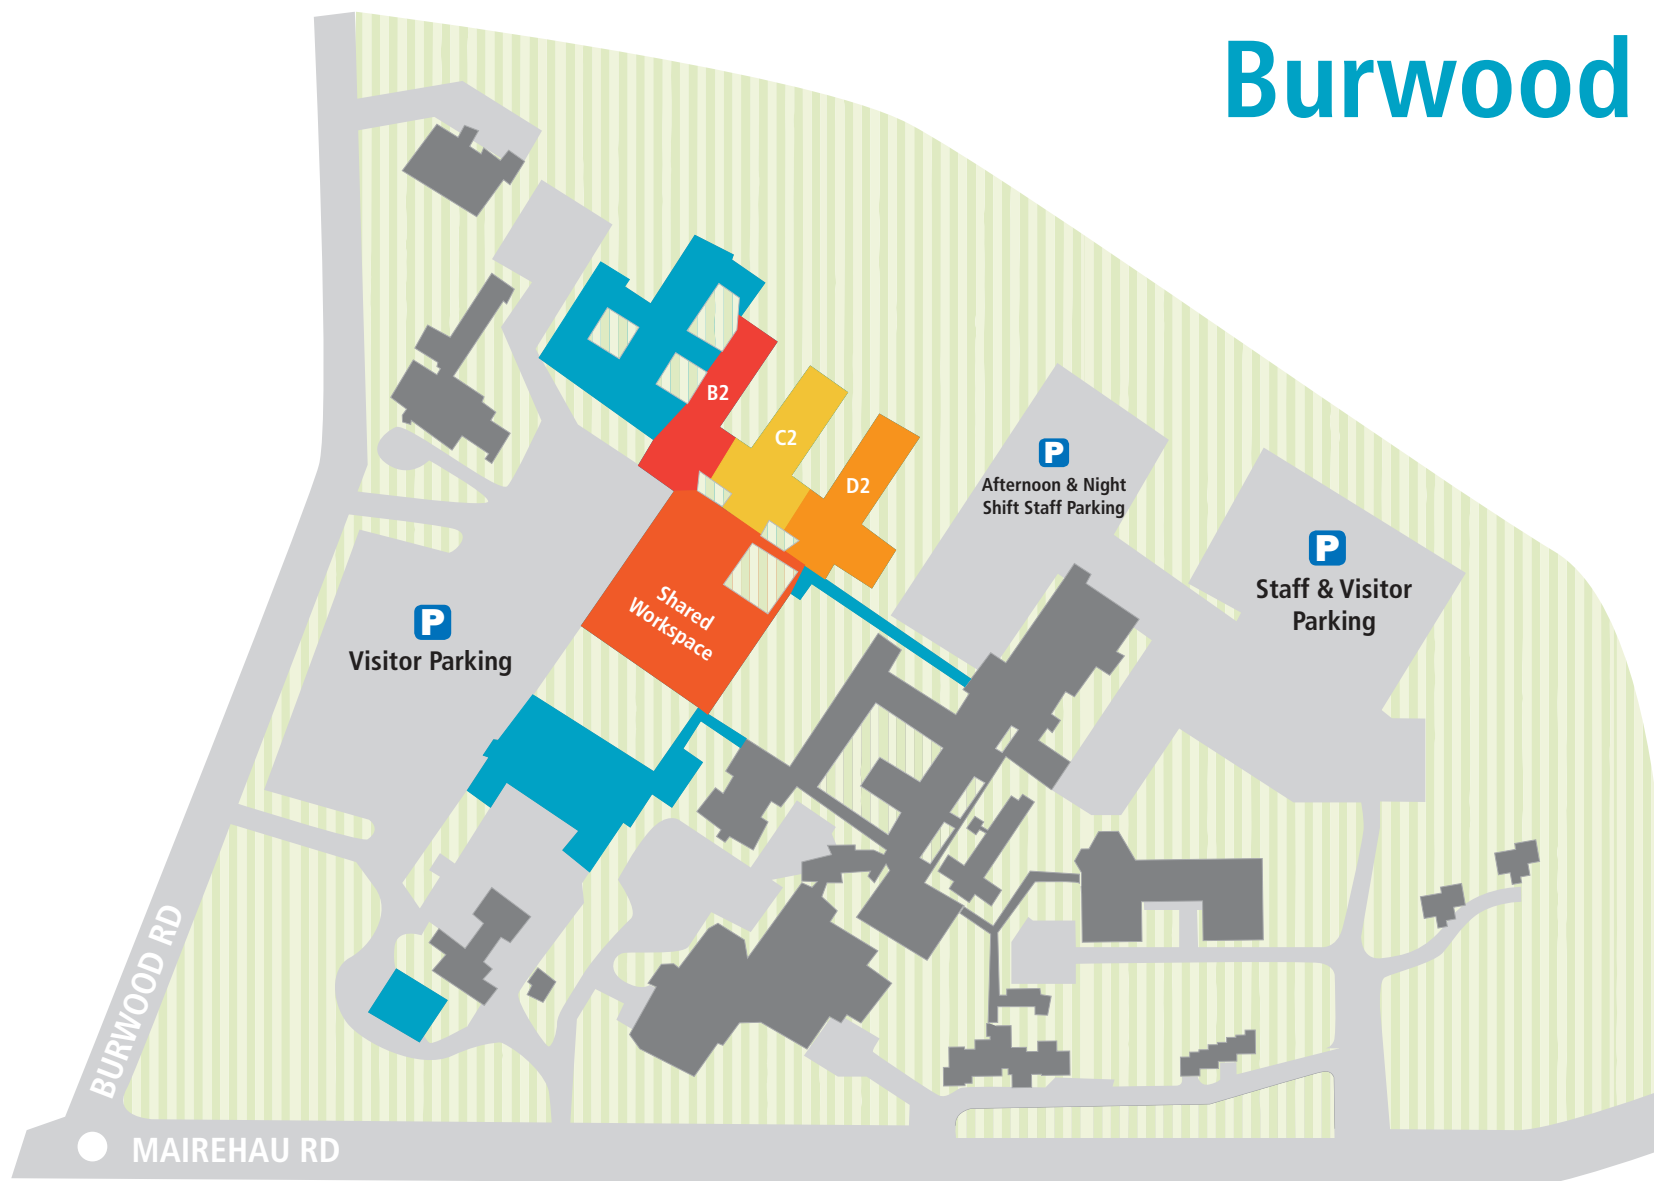 Burwood
B2
C2
D2
P
Afternoon & Night
Shift Staff Parking
P
Staff & Visitor
Parking
Shared
Workspace
P
Visitor Parking
BURWOOD RD
MAIREHAU RD